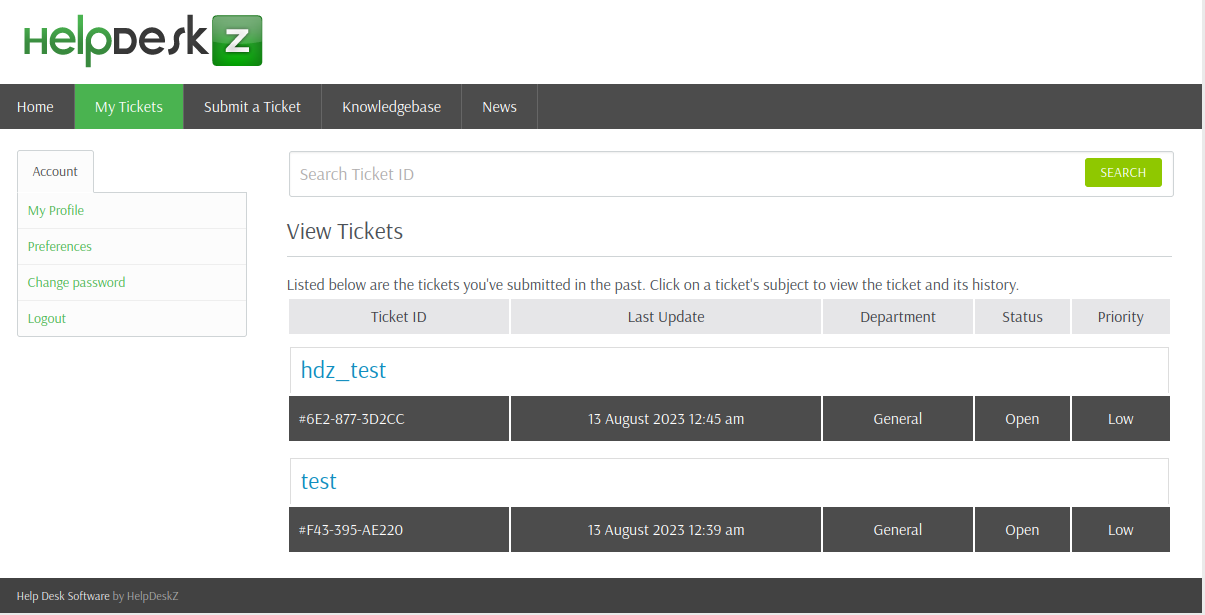 HelpDeskZ
Home My Tickets Submit a Ticket Knowledgebase News
Account
My Profile
Preferences
Change password
Logout
Search Ticket ID SEARCH
View Tickets
Listed below are the tickets you've submitted in the past. Click on a ticket's subject to view the ticket and its history.
Ticket ID Last Update Department Status Priority
hdz_test
#6E2-877-3D2CC 13 August 2023 12:45 am General Open Low
test
#F43-395-AE220 13 August 2023 12:39 am General Open Low
Help Desk Software by HelpDeskZ